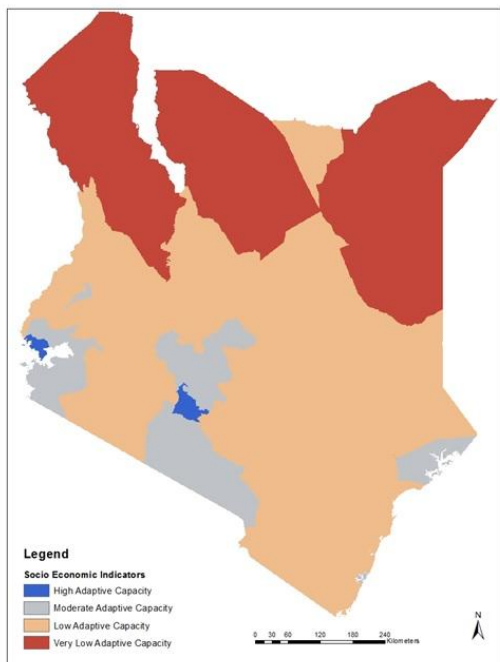 Legend
Socio Economic Indicators
High Adaptive Capacity
Moderate Adaptive Capacity
Low Adaptive Capacity
Very Low Adaptive Capacity
0 30 60 120 180 240
Kilometers
N